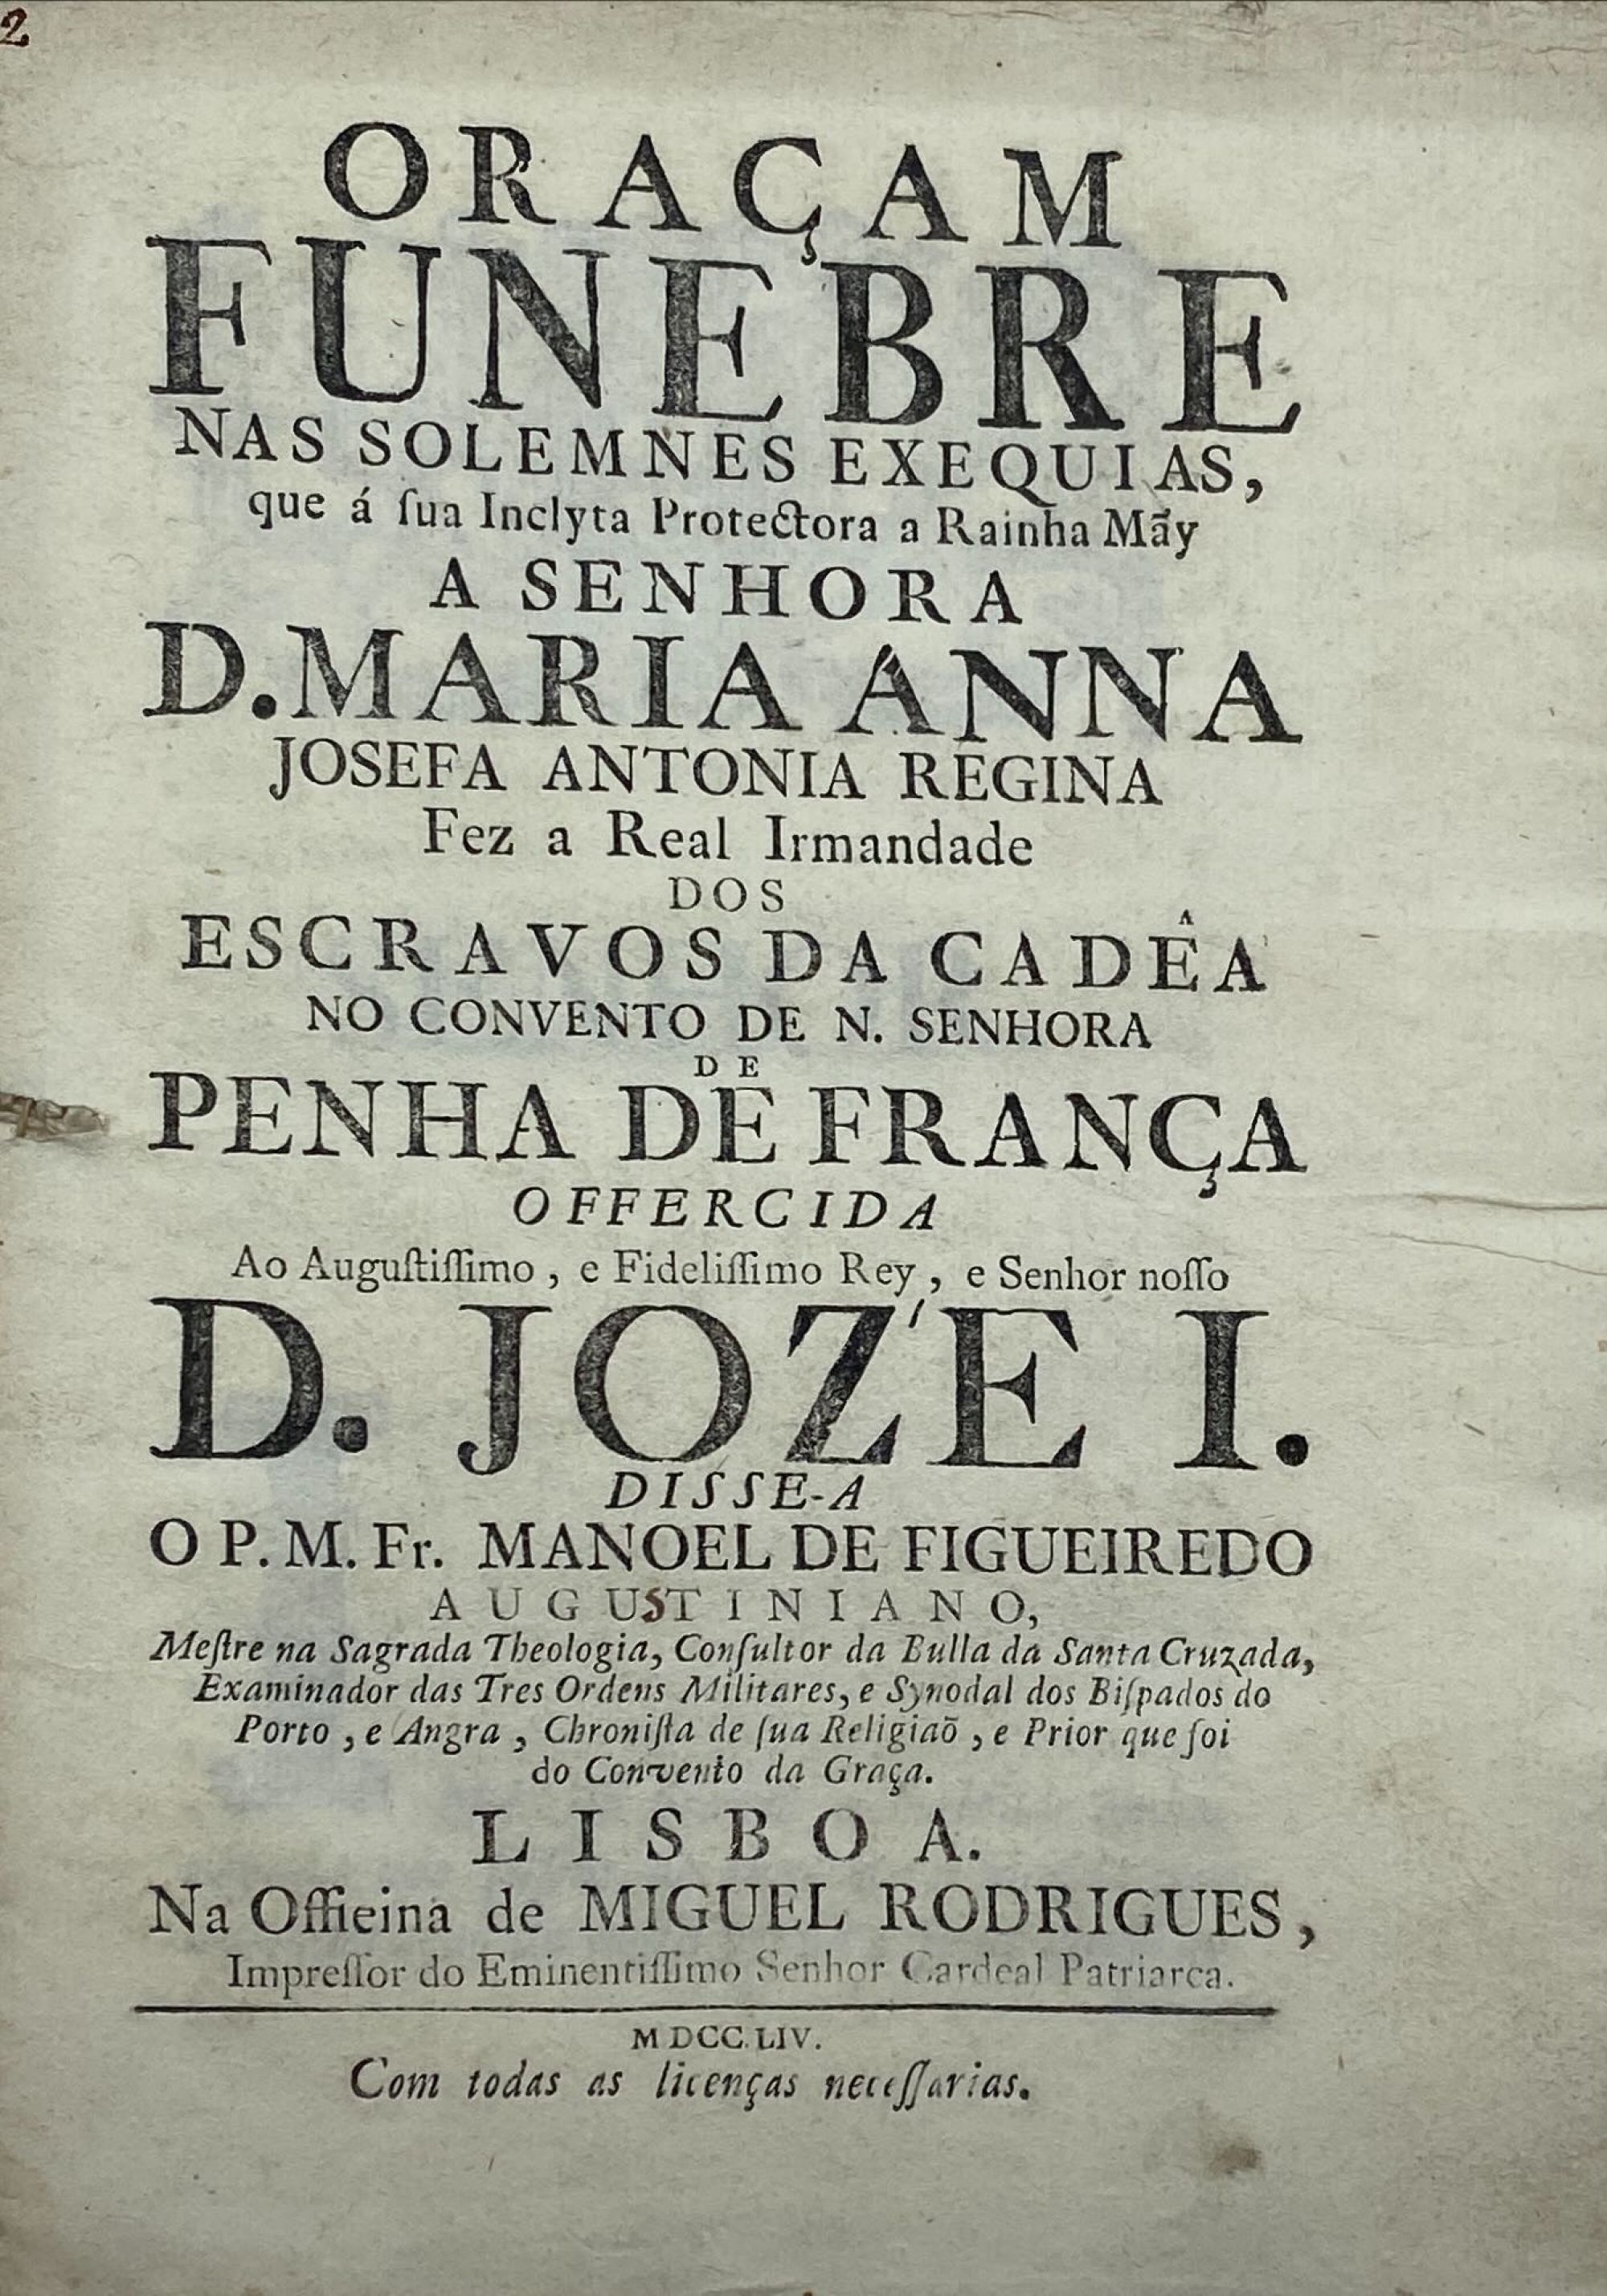 2
ORAÇAM
FUNEBRE
NAS SOLEMNES EXEQUIAS,
que á ſua Inclyta Protectora a Rainha Mãy
A SENHORA
D. MARIA ANNA
JOSEFA ANTONIA REGINA
Fez a Real Irmandade
DOS
ESCRAVOS DA CADÊA
NO CONVENTO DE N. SENHORA
DE
PENHA DE FRANÇA
OFFERCIDA
Ao Auguſtiſſimo, e Fideliſſimo Rey, e Senhor noſſo
D. JOZE' I.
DISSE-A
O P. M. Fr. MANOEL DE FIGUEIREDO
AUGUSTINIANO,
Meſtre na Sagrada Theologia, Conſultor da Bulla da Santa Cruzada,
Examinador das Tres Ordens Militares, e Synodal dos Biſpados do
Porto, e Angra, Chroniſta de ſua Religiaõ, e Prior que foi
do Convento da Graça.
LISBOA.
Na Officina de MIGUEL RODRIGUES,
Impreſſor do Eminentiſſimo Senhor Cardeal Patriarca.
MDCC.LIV.
Com todas as licenças neceſſarias.